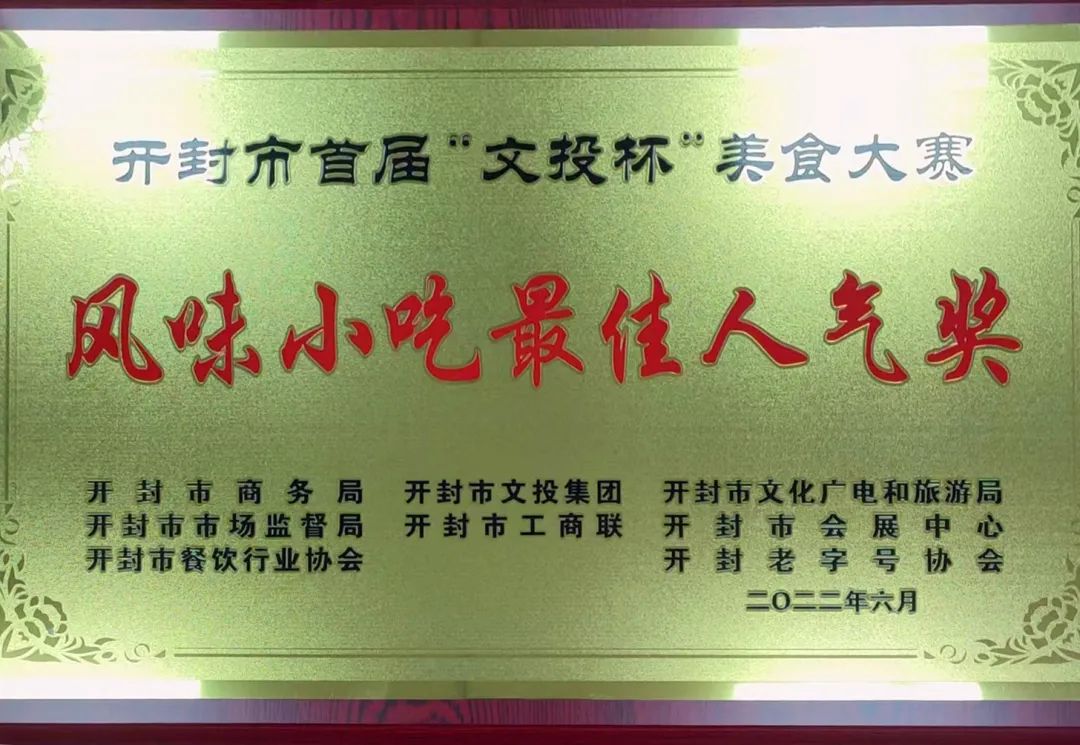 开封市首届“文投杯”美食大赛
风味小吃最佳人气奖
开封市商务局 开封市文投集团 开封市文化广电和旅游局
开封市市场监督局 开封市工商联 开封市会展中心
开封市餐饮行业协会 开封老字号协会
二〇二二年六月